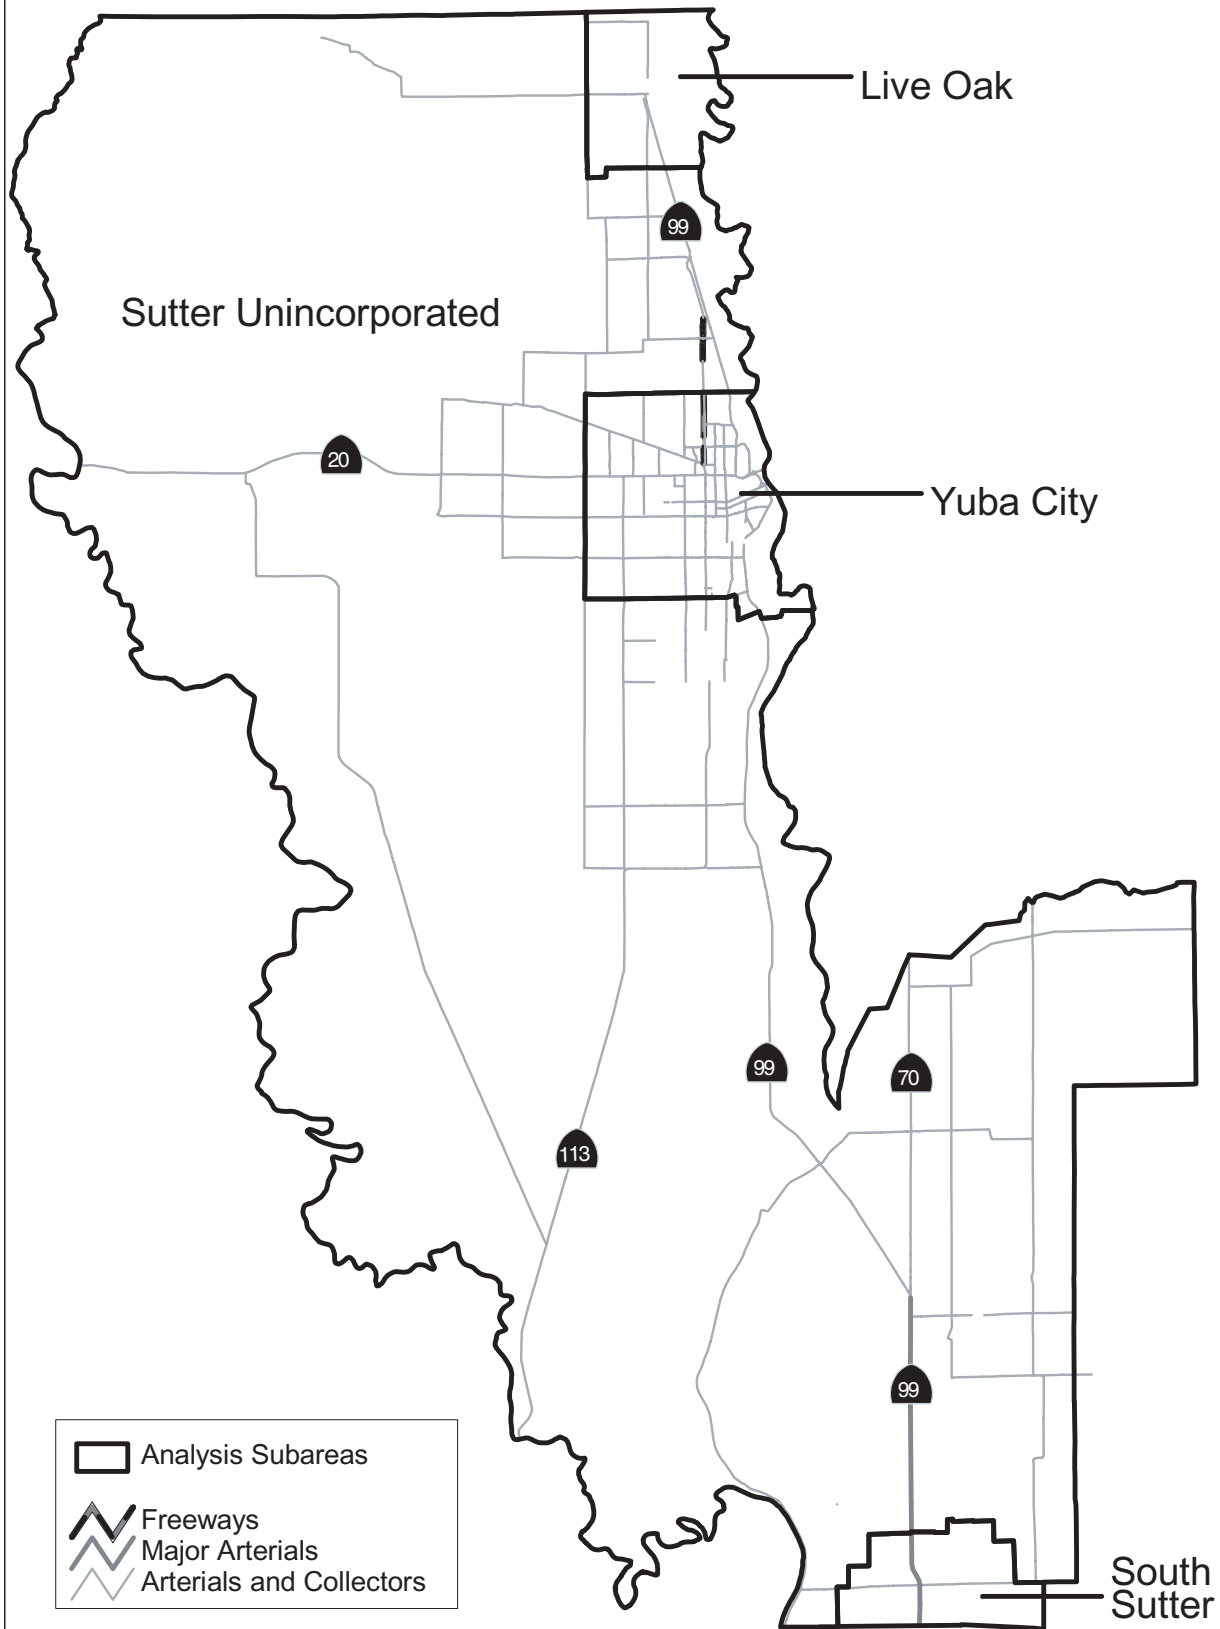 Live Oak
99
Sutter Unincorporated
20
Yuba City
99
70
113
99
Analysis Subareas
Freeways
Major Arterials
Arterials and Collectors
South
Sutter